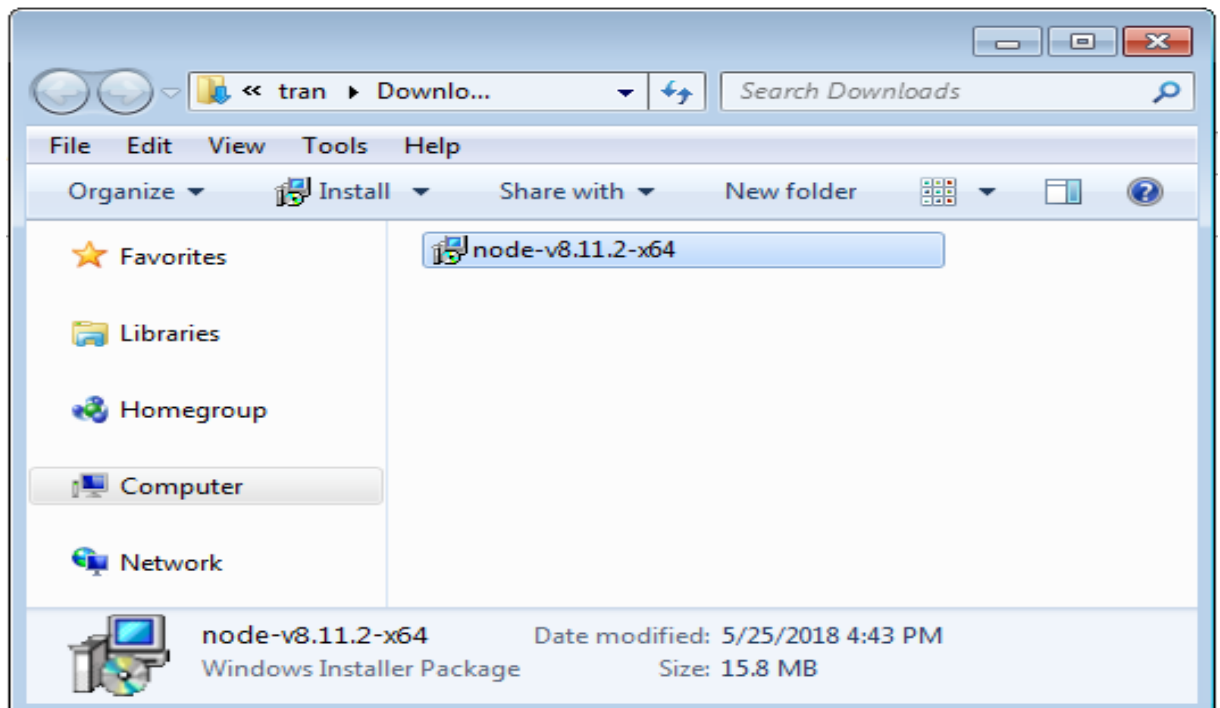 « tran ▸ Downlo... Search Downloads
File Edit View Tools Help
Organize Install Share with New folder
Favorites
node-v8.11.2-x64
Libraries
Homegroup
Computer
Network
node-v8.11.2-x64 Date modified: 5/25/2018 4:43 PM
Windows Installer Package Size: 15.8 MB